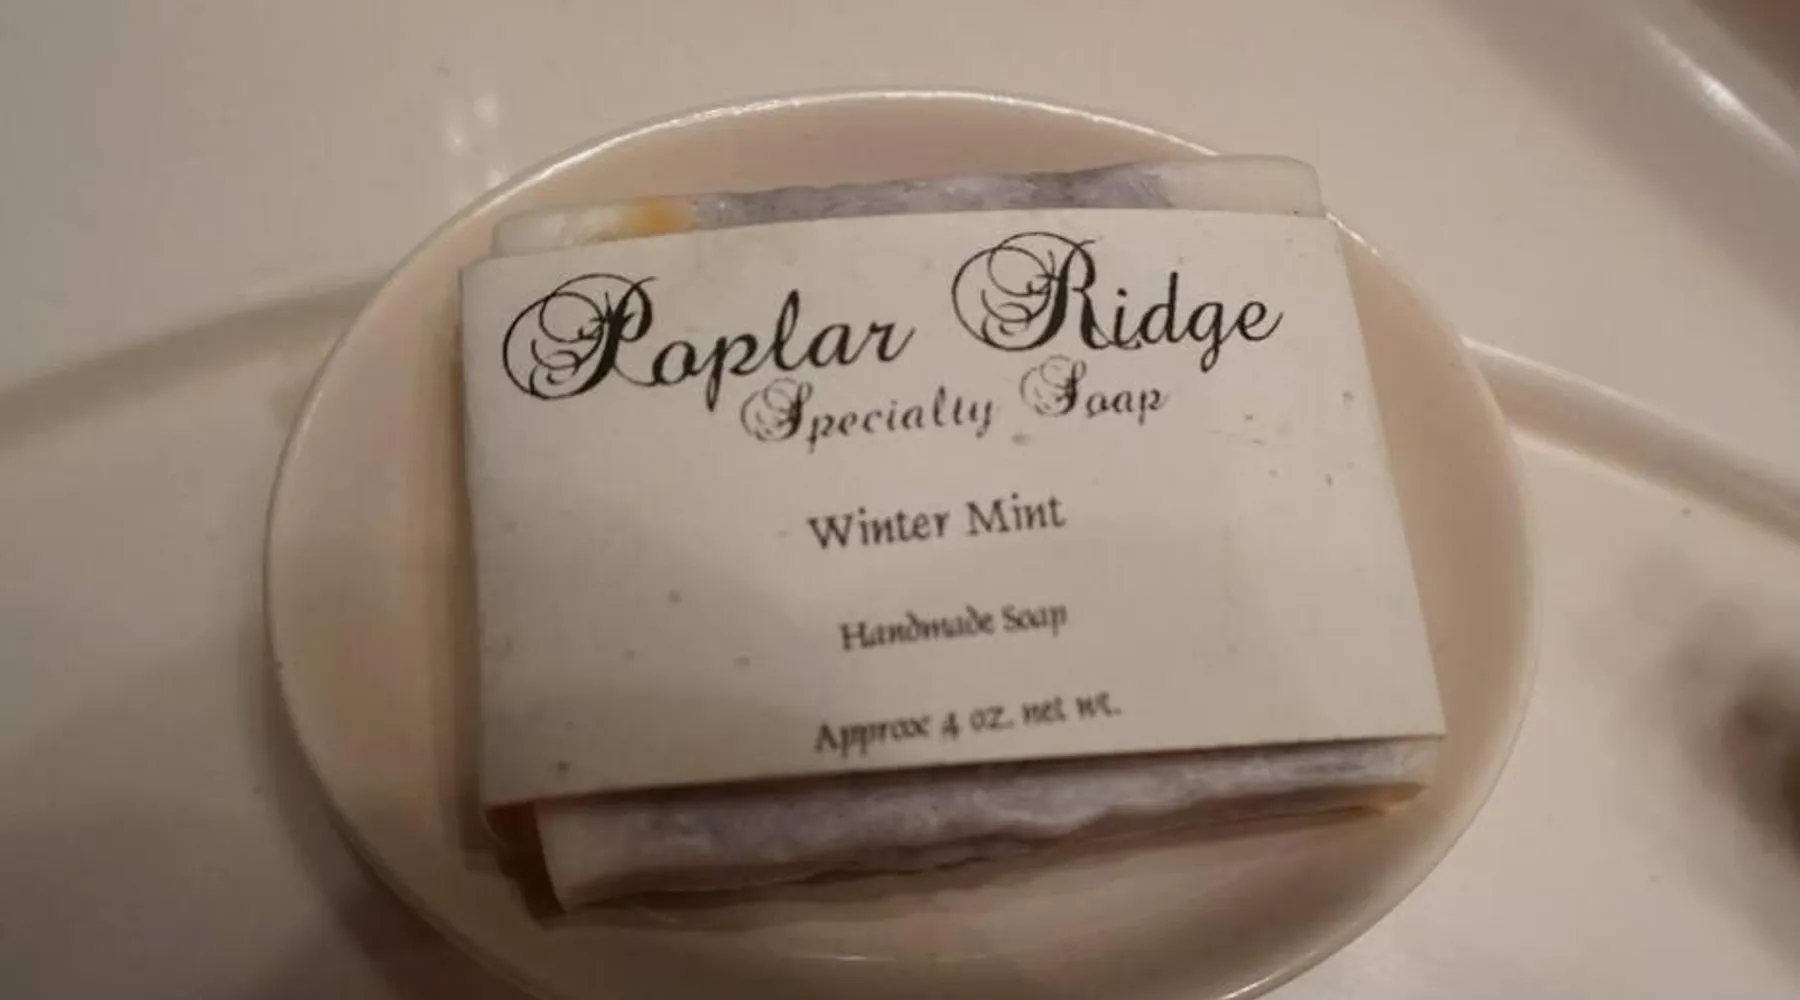 Poplar Ridge
Specialty Soap
Winter Mint
Handmade Soap
Approx 4 oz. net wt.